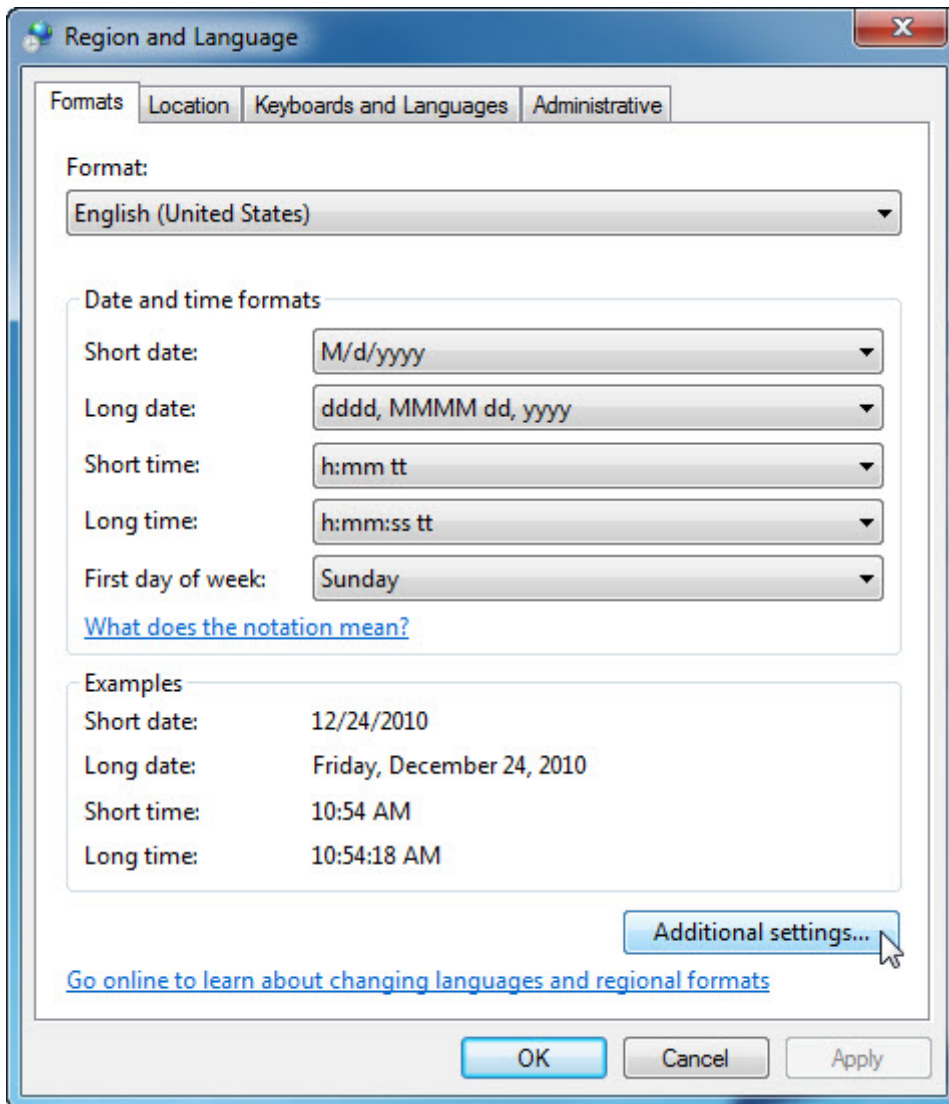 Region and Language
Formats Location Keyboards and Languages Administrative
Format:
English (United States)
Date and time formats
Short date: M/d/yyyy
Long date: dddd, MMMM dd, yyyy
Short time: h:mm tt
Long time: h:mm:ss tt
First day of week: Sunday
What does the notation mean?
Examples
Short date: 12/24/2010
Long date: Friday, December 24, 2010
Short time: 10:54 AM
Long time: 10:54:18 AM
Additional settings...
Go online to learn about changing languages and regional formats
OK Cancel Apply